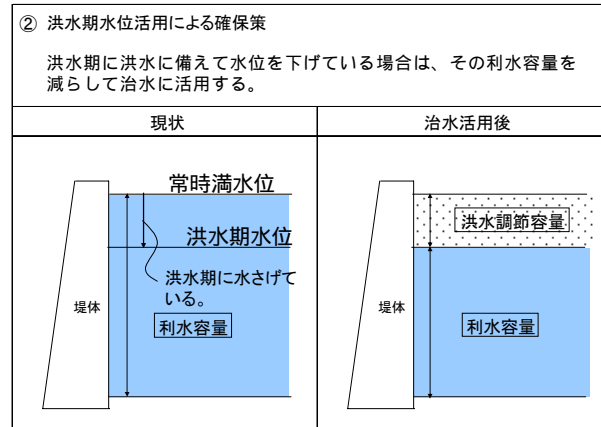 ② 洪水期水位活用による確保策
洪水期に洪水に備えて水位を下げている場合は、その利水容量を
減らして治水に活用する。
現状
治水活用後
常時満水位
洪水期水位
洪水期に水さげて
いる。
堤体
利水容量
洪水調節容量
堤体
利水容量